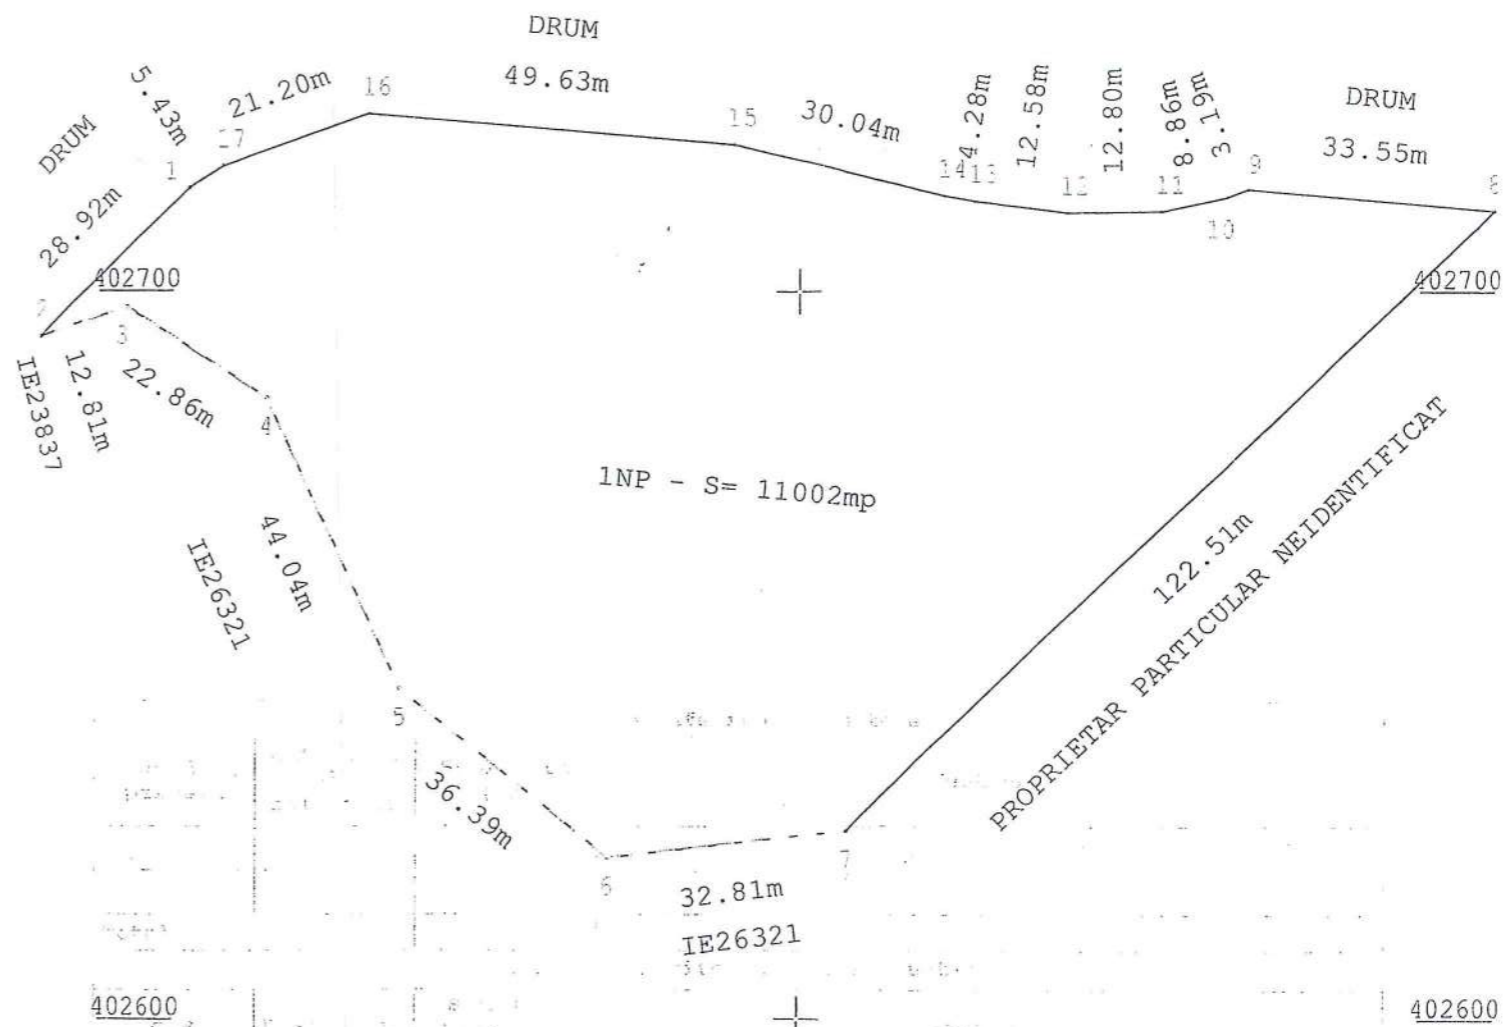 DRUM
49.63m
5.43m
21.20m
16
15
30.04m
4.28m
12.58m
12.80m
8.86m
3.19m
DRUM
33.55m
DRUM
17
1
14
13
12
11
9
8
10
28.92m
402700
402700
2
3
IE23837
12.81m
22.86m
4
1NP - S= 11002mp
44.04m
IE26321
122.51m
PROPRIETAR PARTICULAR NEIDENTIFICAT
5
36.39m
6
7
32.81m
IE26321
402600
402600